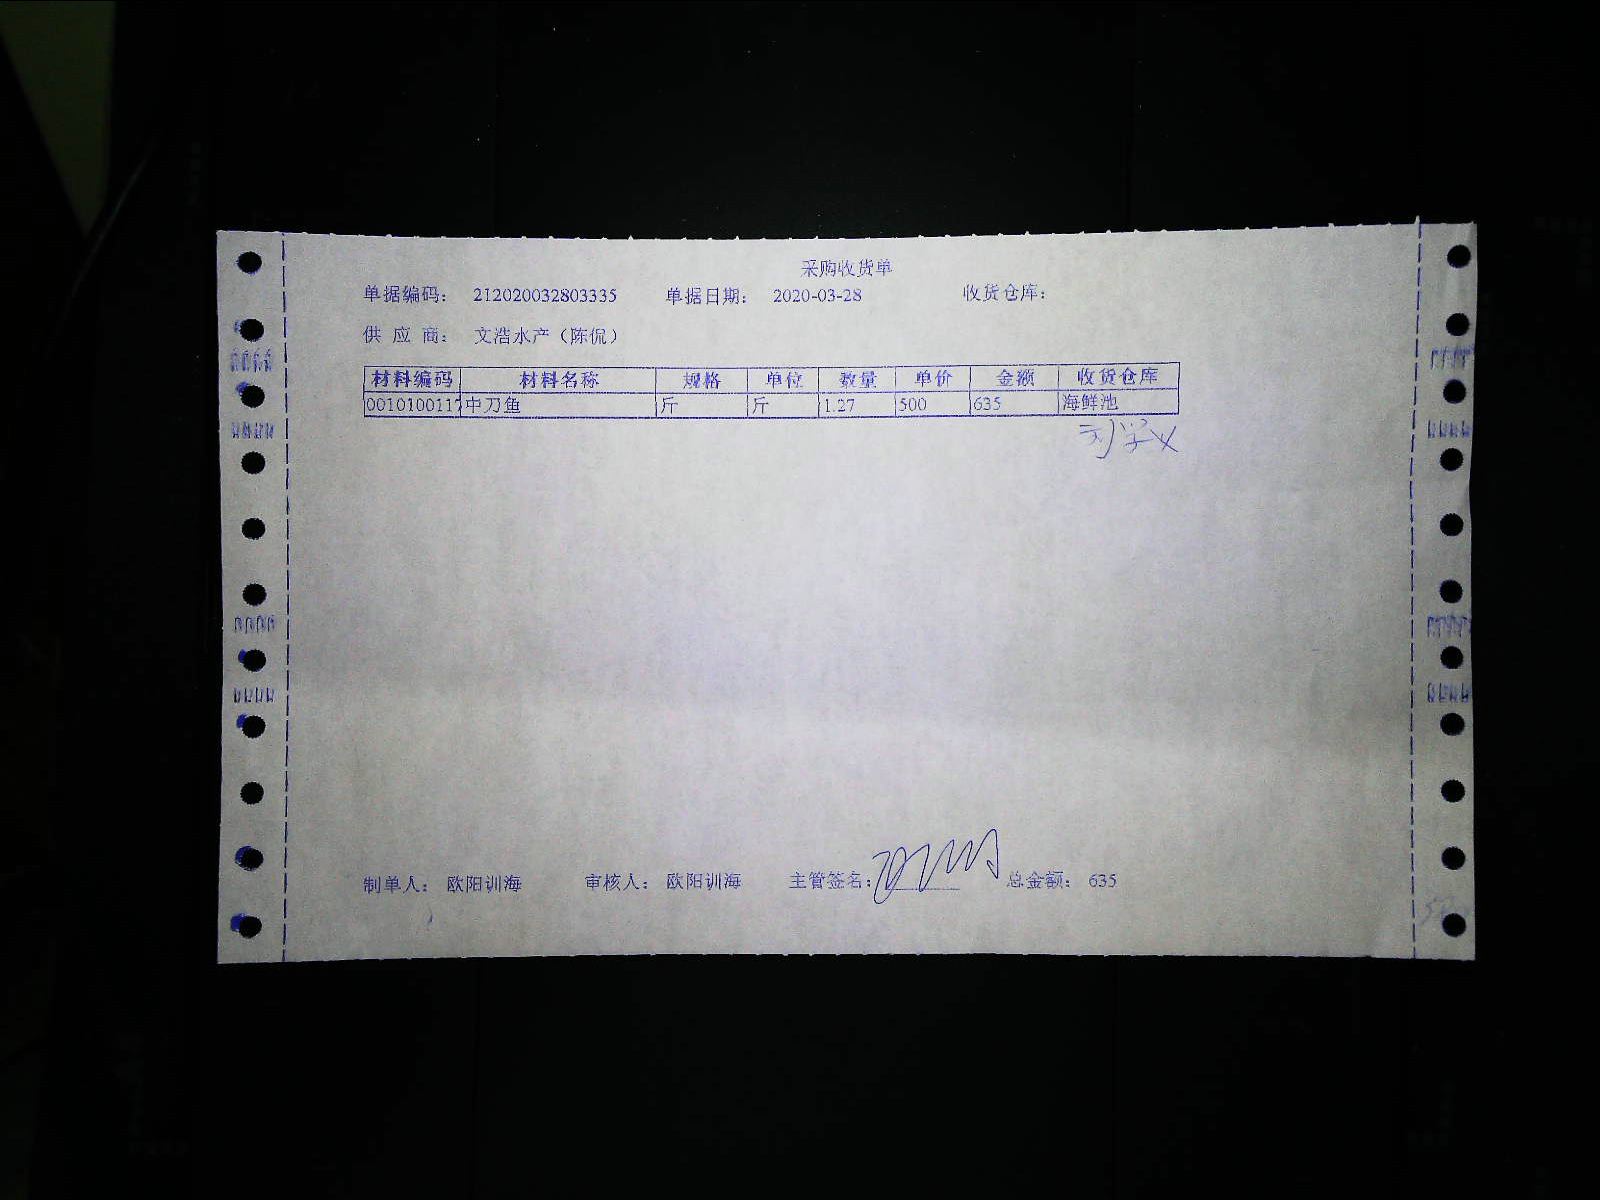 采购收货单
单据编码： 212020032803335 单据日期： 2020-03-28 收货仓库：
供 应 商： 文浩水产（陈侃）
材料编码 材料名称 规格 单位 数量 单价 金额 收货仓库
0010100117 中刀鱼 斤 斤 1.27 500 635 海鲜池
刘学义
制单人： 欧阳训海 审核人： 欧阳训海 主管签名： 总金额： 635